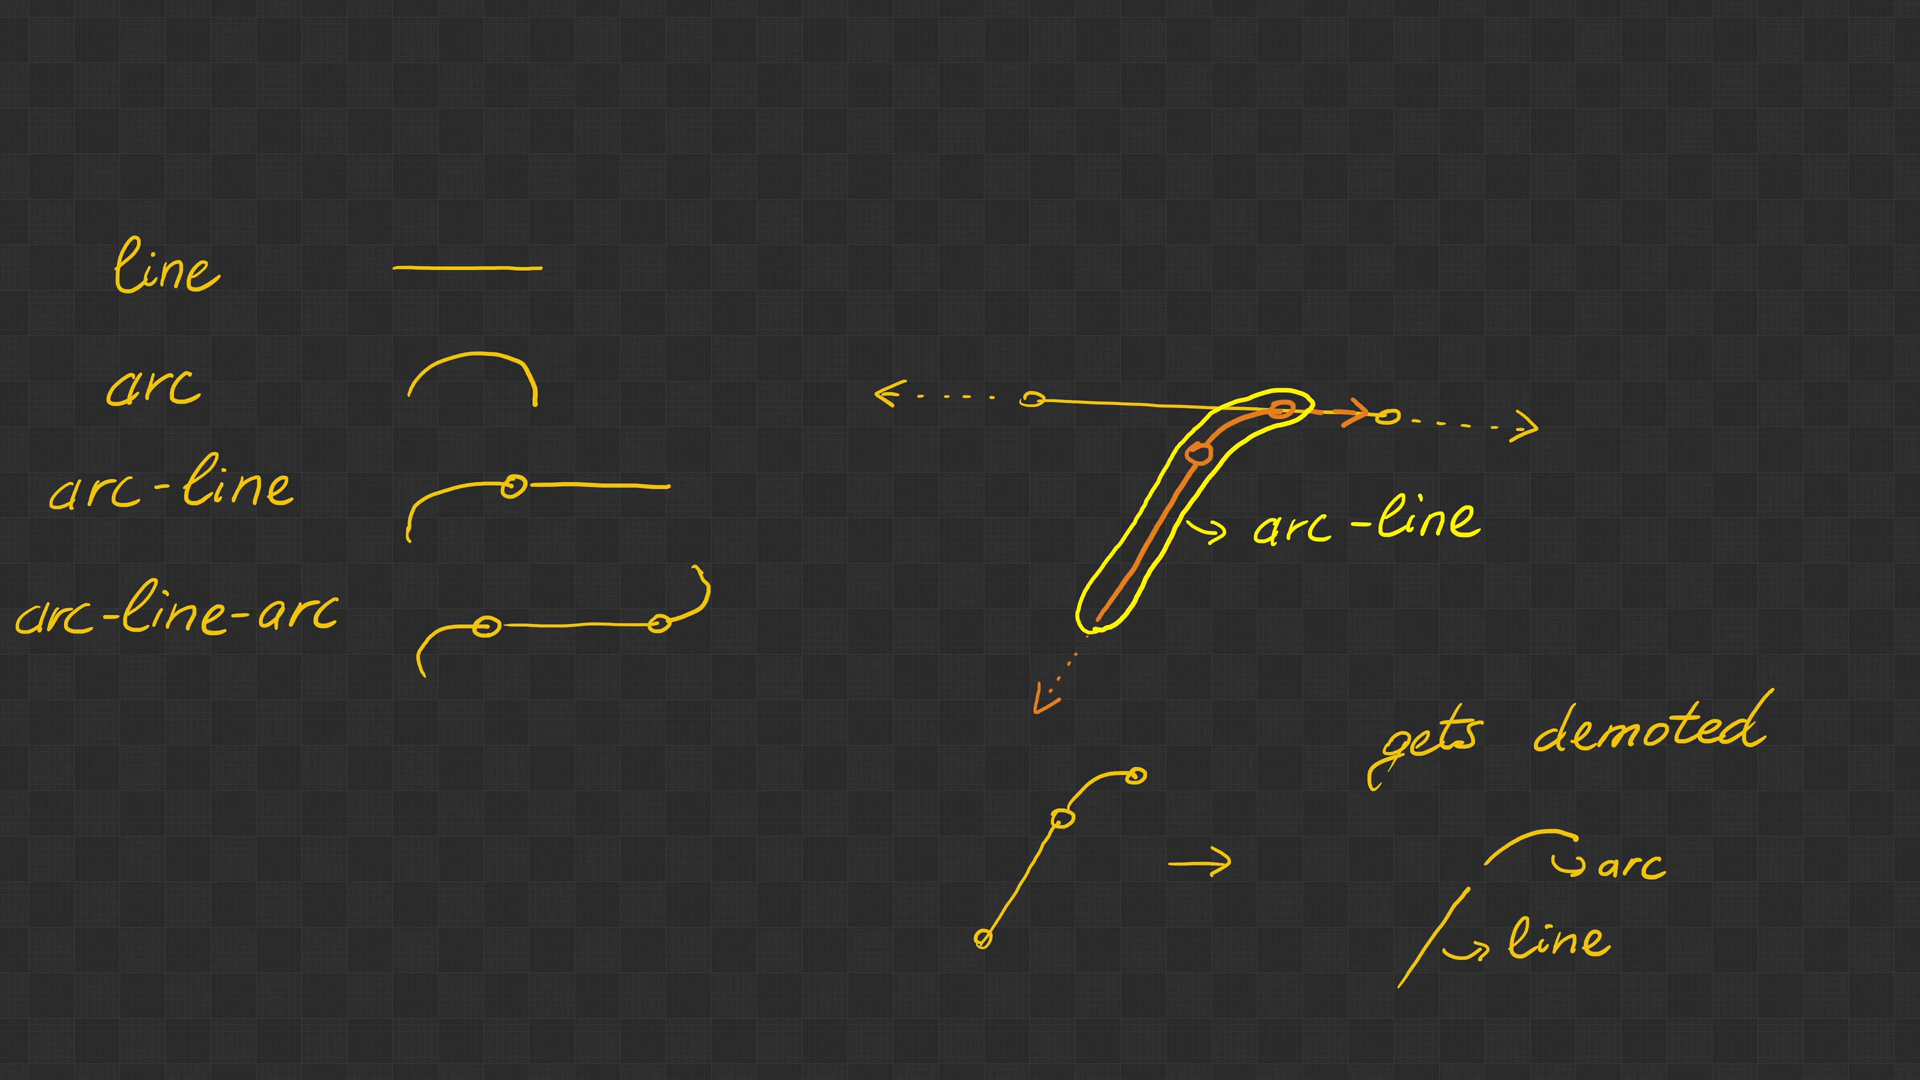 line
arc
arc-line
arc-line-arc
arc-line
gets demoted
arc
line